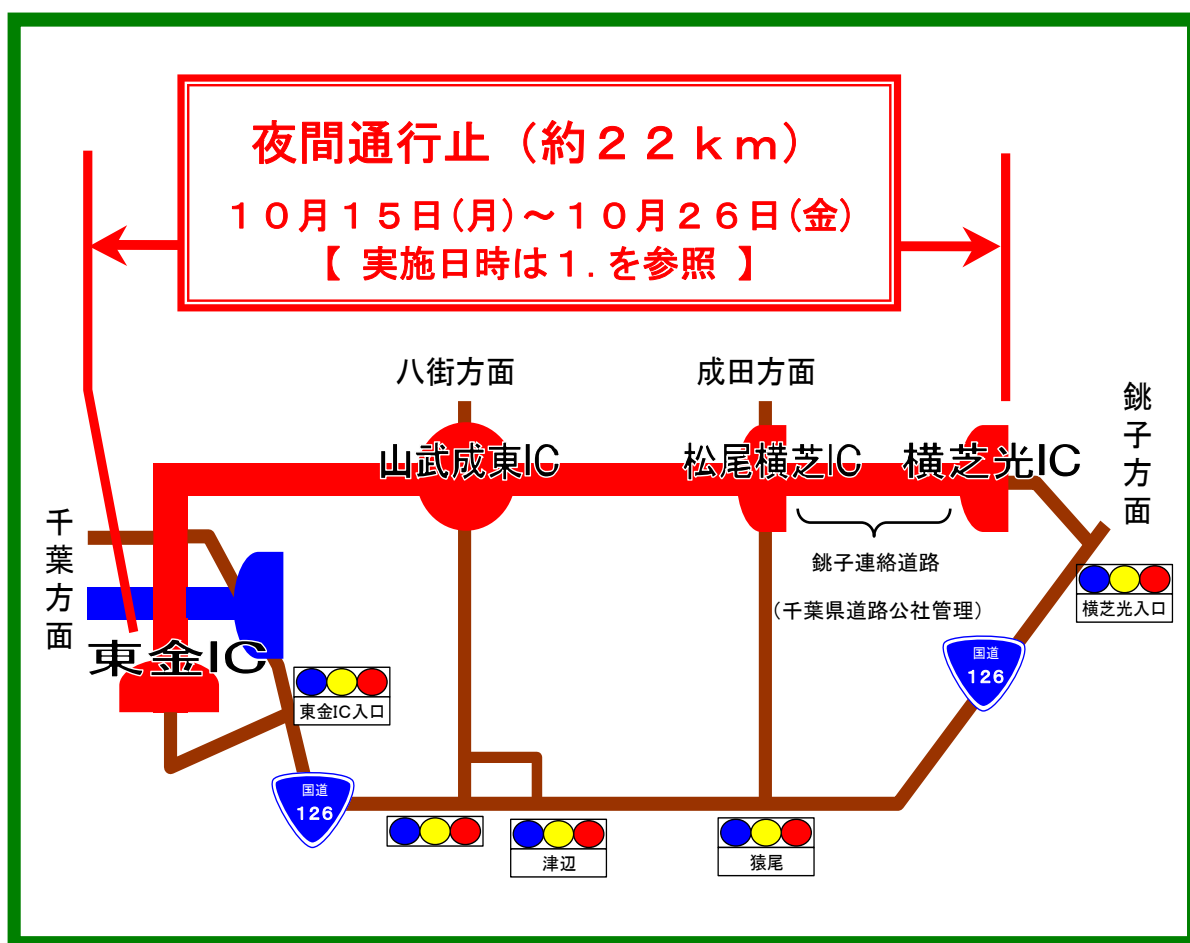 夜間通行止（約２２ｋｍ）
１０月１５日(月)～１０月２６日(金)
【 実施日時は１．を参照 】
八街方面
成田方面
銚子方面
山武成東IC
松尾横芝IC
横芝光IC
千葉方面
銚子連絡道路
（千葉県道路公社管理）
横芝光入口
東金IC
国道
126
東金IC入口
国道
126
津辺
猿尾